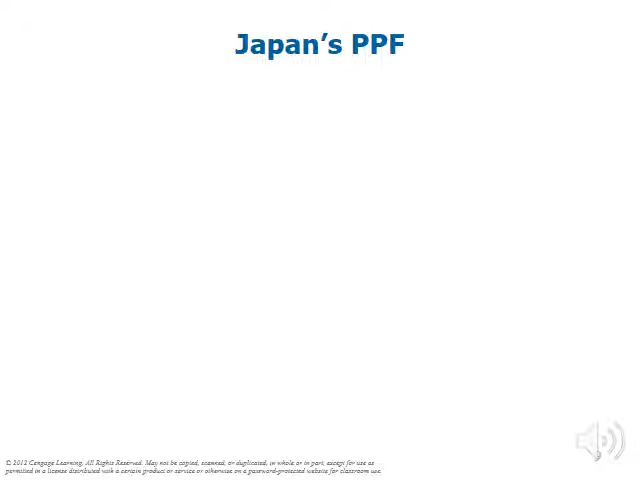 Japan’s PPF
© 2012 Cengage Learning. All Rights Reserved. May not be copied, scanned, or duplicated, in whole or in part, except for use as
permitted in a license distributed with a certain product or service or otherwise on a password-protected website for classroom use.